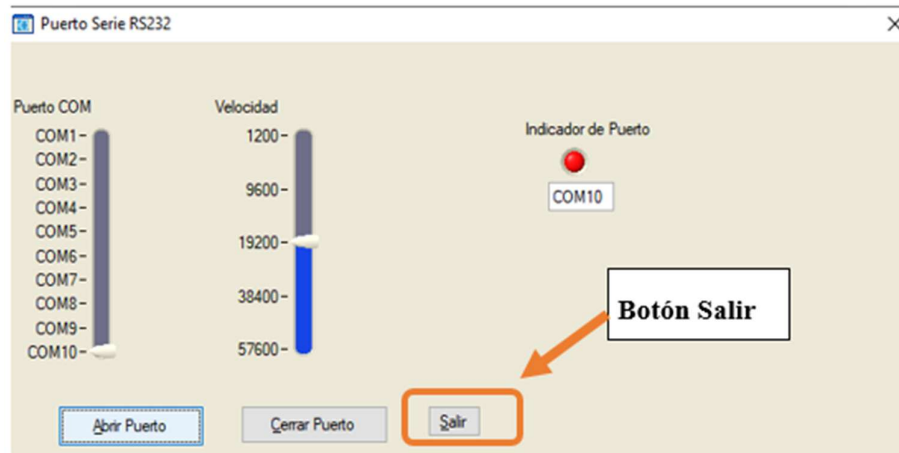 Puerto Serie RS232
Puerto COM
COM1
COM2
COM3
COM4
COM5
COM6
COM7
COM8
COM9
COM10
Velocidad
1200
9600
19200
38400
57600
Indicador de Puerto
COM10
Botón Salir
Abrir Puerto
Cerrar Puerto
Salir